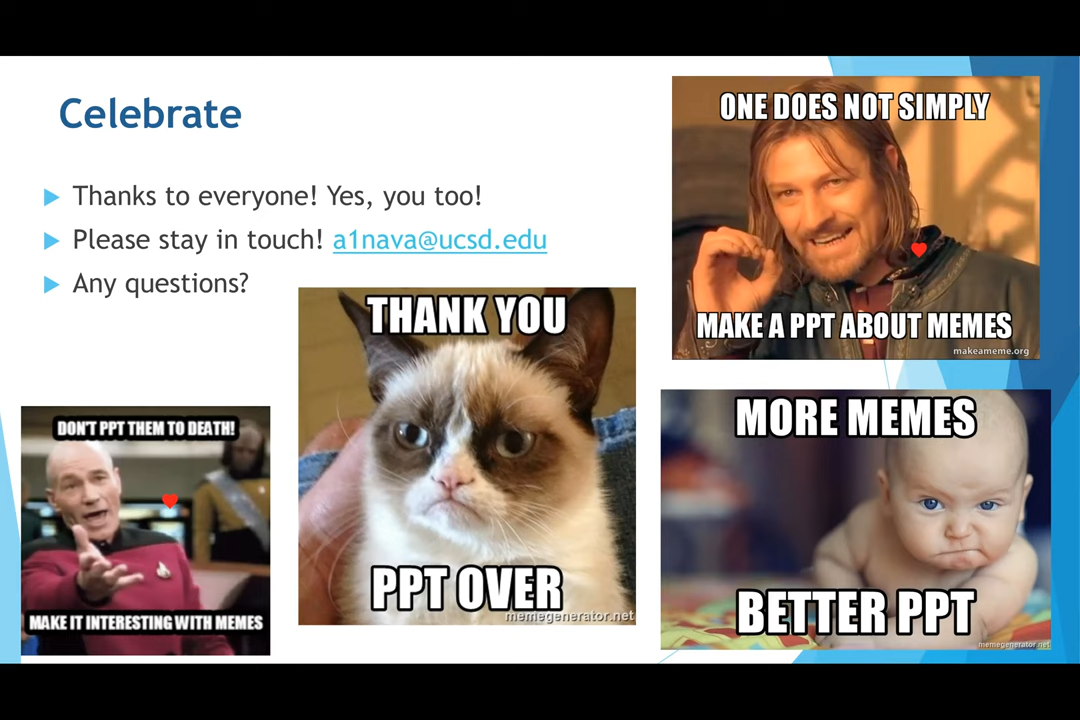 Celebrate
Thanks to everyone! Yes, you too!
Please stay in touch! a1nava@ucsd.edu
Any questions?
ONE DOES NOT SIMPLY
MAKE A PPT ABOUT MEMES
makeameme.org
THANK YOU
PPT OVER
memegenerator.net
DON'T PPT THEM TO DEATH!
MAKE IT INTERESTING WITH MEMES
MORE MEMES
BETTER PPT
memegenerator.net